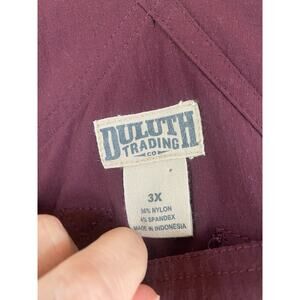 DULUTH
TRADING
CO
3X
96% NYLON
4% SPANDEX
MADE IN INDONESIA